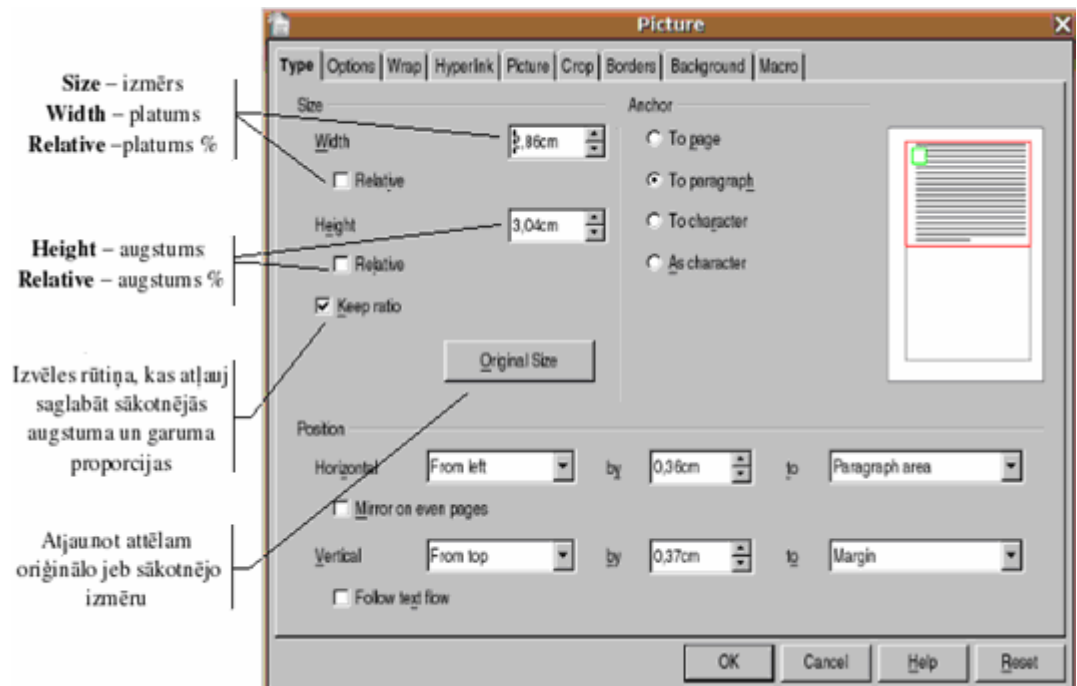 Picture
Type Options Wrap Hyperlink Picture Crop Borders Background Macro
Size – izmērs
Width – platums
Relative –platums %
Height – augstums
Relative – augstums %
Izvēles rūtiņa, kas atļauj
saglabāt sākotnējās
augstuma un garuma
proporcijas
Atjaunot attēlam
oriģinālo jeb sākotnējo
izmēru
Size
Width
2,86cm
Relative
Height
3,04cm
Relative
Keep ratio
Original Size
Anchor
To page
To paragraph
To character
As character
Position
Horizontal From left by 0,36cm to Paragraph area
Mirror on even pages
Vertical From top by 0,37cm to Margin
Follow text flow
OK Cancel Help Reset